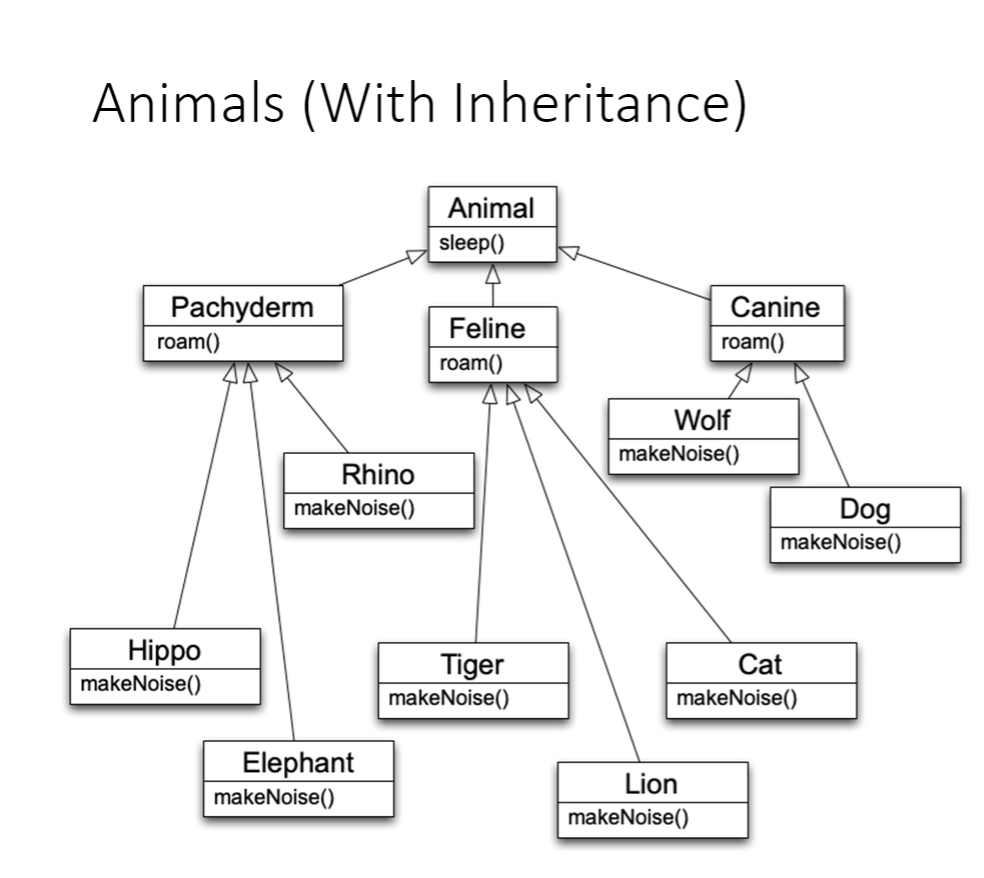 Animals (With Inheritance)
Animal
sleep()
Pachyderm
roam()
Feline
roam()
Canine
roam()
Wolf
makeNoise()
Rhino
makeNoise()
Dog
makeNoise()
Hippo
makeNoise()
Tiger
makeNoise()
Cat
makeNoise()
Elephant
makeNoise()
Lion
makeNoise()